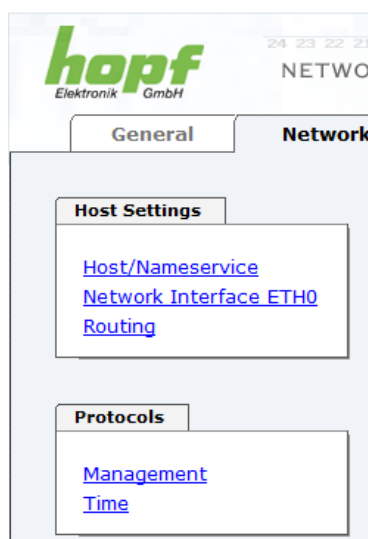 hopf
Elektronik GmbH
24 23 22
NETWO
General
Network
Host Settings
Host/Nameservice
Network Interface ETH0
Routing
Protocols
Management
Time